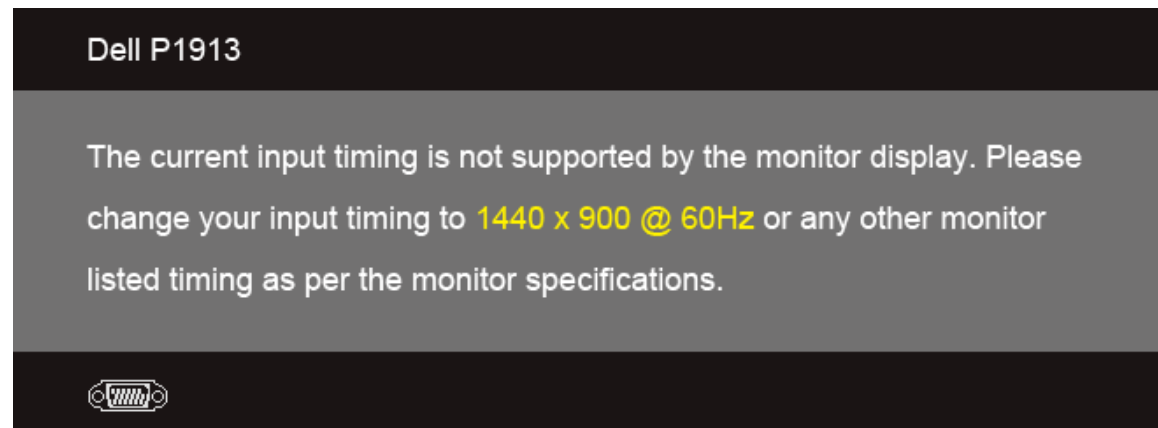 Dell P1913
The current input timing is not supported by the monitor display. Please
change your input timing to 1440 x 900 @ 60Hz or any other monitor
listed timing as per the monitor specifications.